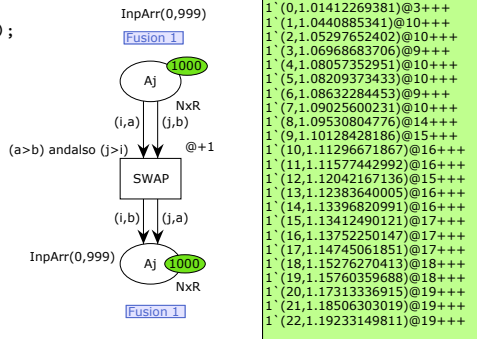 InpArr(0,999)
);
Fusion 1
1000
Aj
NxR
(i,a) (j,b)
(a>b) andalso (j>i)
@+1
SWAP
(i,b) (j,a)
InpArr(0,999)
Aj
1000
NxR
Fusion 1
1`(0,1.01412269381)@3+++
1`(1,1.0440885341)@10+++
1`(2,1.05297652402)@10+++
1`(3,1.06968683706)@9+++
1`(4,1.08057352951)@10+++
1`(5,1.08209373433)@10+++
1`(6,1.08632284453)@9+++
1`(7,1.09025600231)@10+++
1`(8,1.09530804776)@14+++
1`(9,1.10128428186)@15+++
1`(10,1.11296671867)@16+++
1`(11,1.11577442992)@16+++
1`(12,1.12042167136)@15+++
1`(13,1.12383640005)@16+++
1`(14,1.13396820991)@16+++
1`(15,1.13412490121)@17+++
1`(16,1.13752250147)@17+++
1`(17,1.14745061851)@17+++
1`(18,1.15276270413)@18+++
1`(19,1.15760359688)@18+++
1`(20,1.17313336915)@19+++
1`(21,1.18506303019)@19+++
1`(22,1.19233149811)@19+++